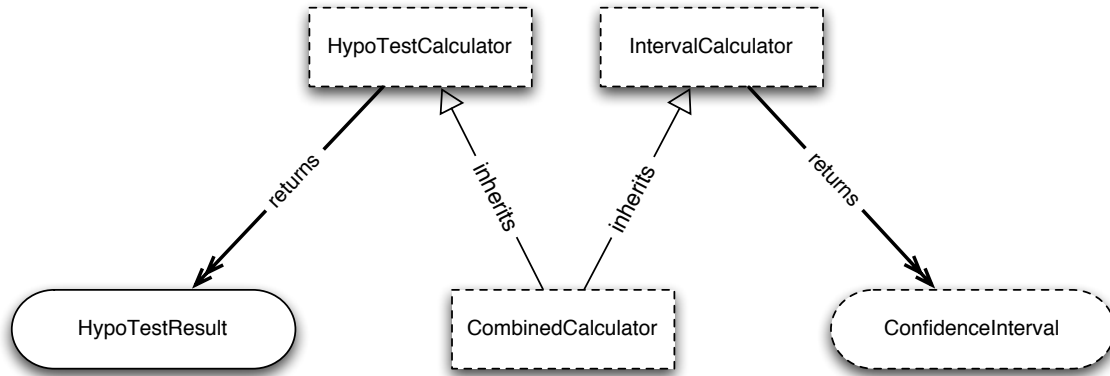 HypoTestCalculator
IntervalCalculator
returns
inherits
inherits
returns
HypoTestResult
CombinedCalculator
ConfidenceInterval